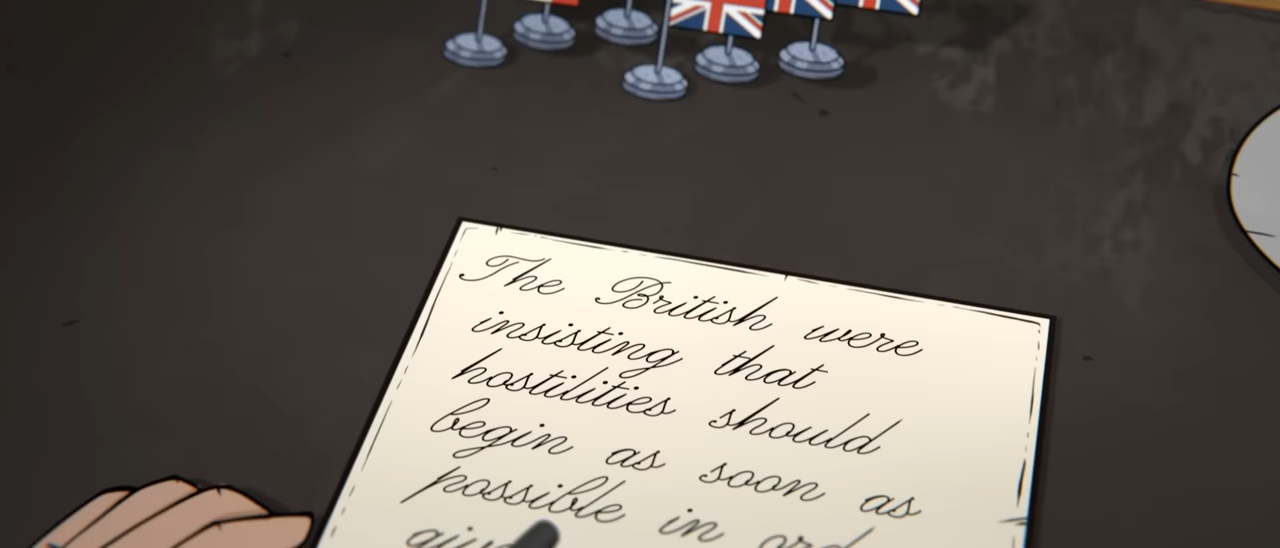 The British were
insisting that
hostilities should
begin as soon as
possible in